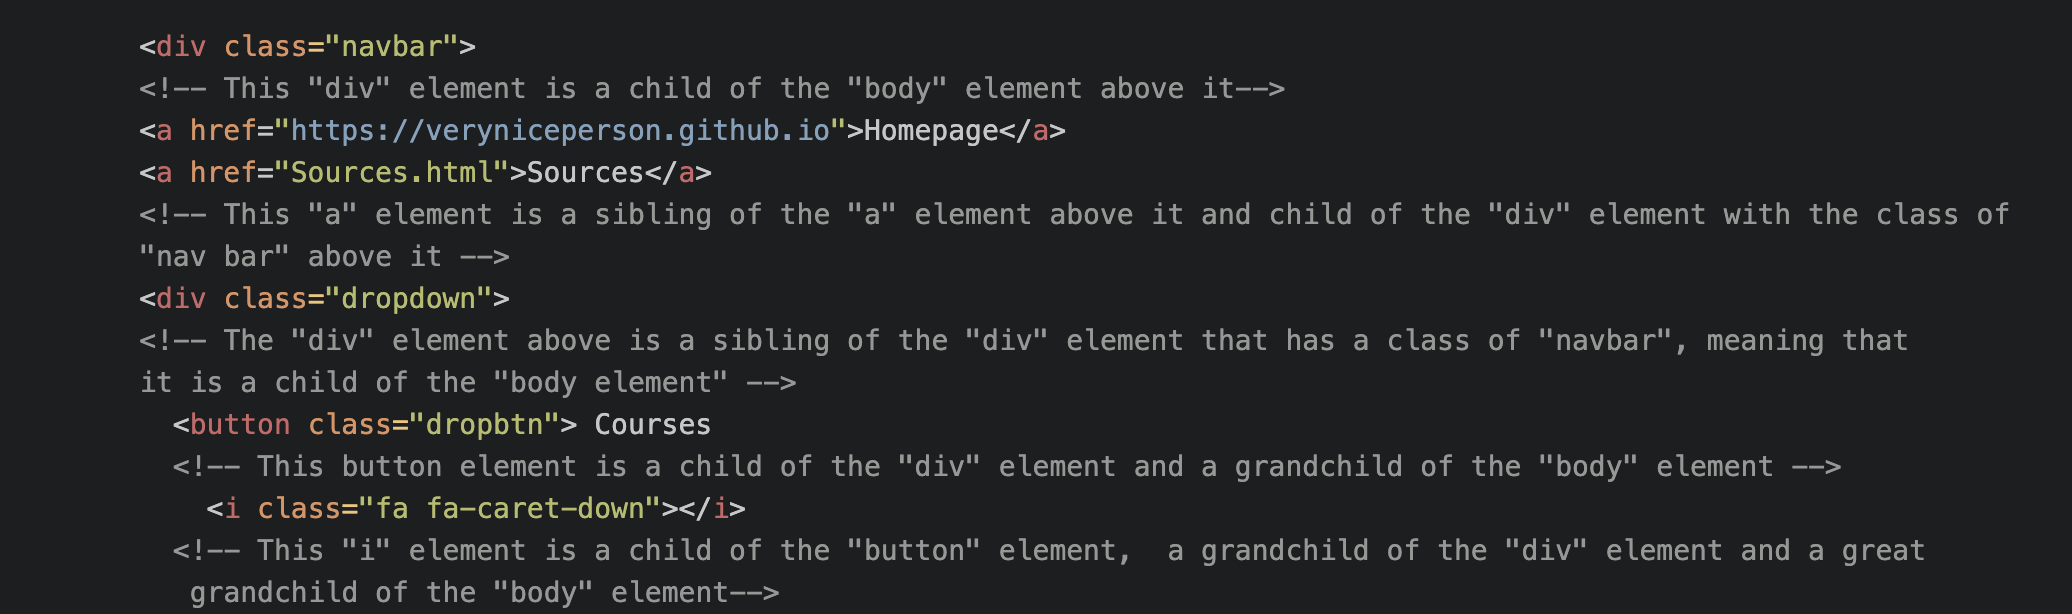 <div class="navbar">
<!-- This "div" element is a child of the "body" element above it-->
<a href="https://veryniceperson.github.io">Homepage</a>
<a href="Sources.html">Sources</a>
<!-- This "a" element is a sibling of the "a" element above it and child of the "div" element with the class of
"nav bar" above it -->
<div class="dropdown">
<!-- The "div" element above is a sibling of the "div" element that has a class of "navbar", meaning that
it is a child of the "body element" -->
<button class="dropbtn"> Courses
<!-- This button element is a child of the "div" element and a grandchild of the "body" element -->
<i class="fa fa-caret-down"></i>
<!-- This "i" element is a child of the "button" element,  a grandchild of the "div" element and a great
grandchild of the "body" element-->